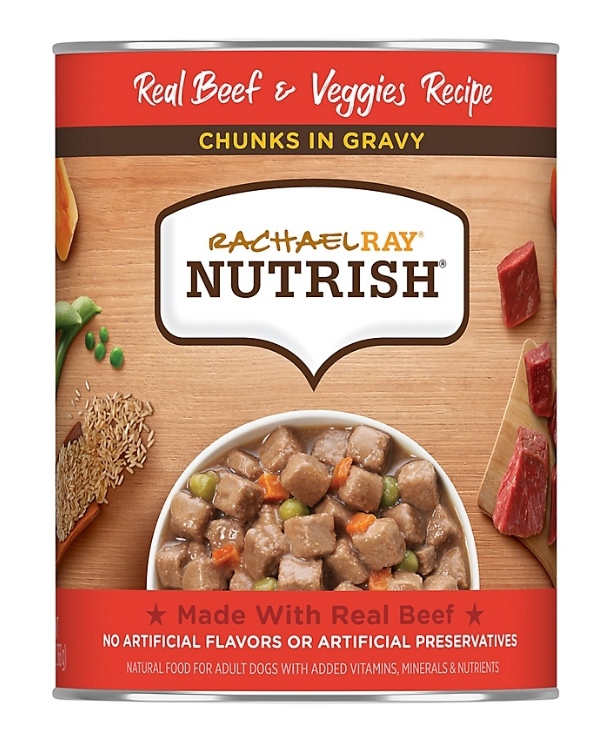 Real Beef & Veggies Recipe
CHUNKS IN GRAVY
RACHAEL RAY®
NUTRISH®
★ Made With Real Beef ★
NO ARTIFICIAL FLAVORS OR ARTIFICIAL PRESERVATIVES
NATURAL FOOD FOR ADULT DOGS WITH ADDED VITAMINS, MINERALS & NUTRIENTS